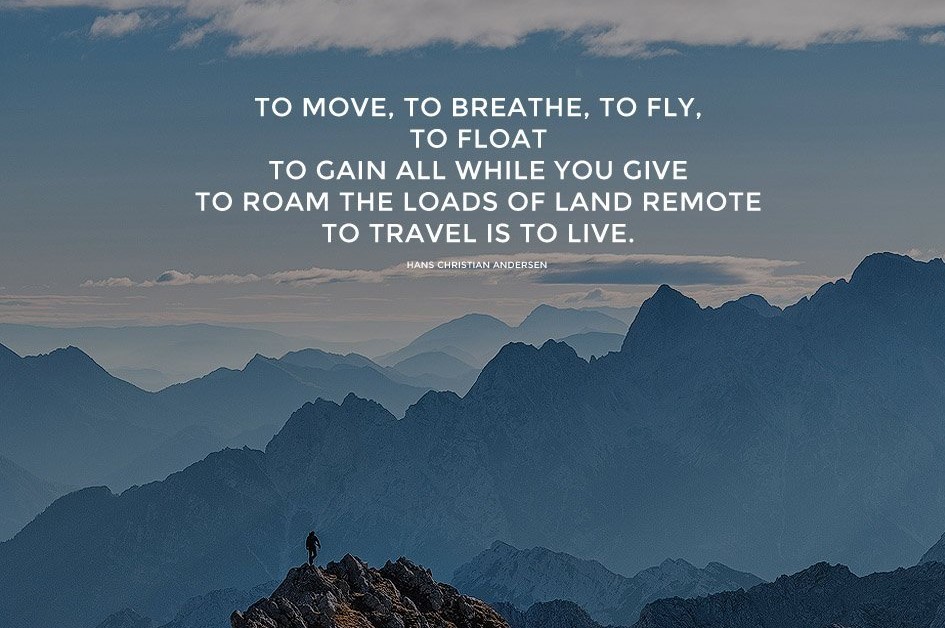 TO MOVE, TO BREATHE, TO FLY,
TO FLOAT
TO GAIN ALL WHILE YOU GIVE
TO ROAM THE LOADS OF LAND REMOTE
TO TRAVEL IS TO LIVE.
HANS CHRISTIAN ANDERSEN